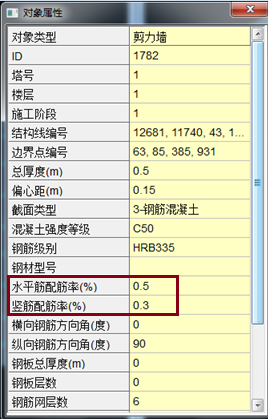 对象属性
对象类型 剪力墙
ID 1782
塔号 1
楼层 1
施工阶段 1
结构线编号 12681, 11740, 43, 1...
边界点编号 63, 85, 385, 931
总厚度(m) 0.5
偏心距(m) 0.15
截面类型 3-钢筋混凝土
混凝土强度等级 C50
钢筋级别 HRB335
钢材型号
水平筋配筋率(%) 0.5
竖筋配筋率(%) 0.3
横向钢筋方向角(度) 0
纵向钢筋方向角(度) 90
钢板总厚度(m) 0
钢板层数 0
钢筋网层数 6